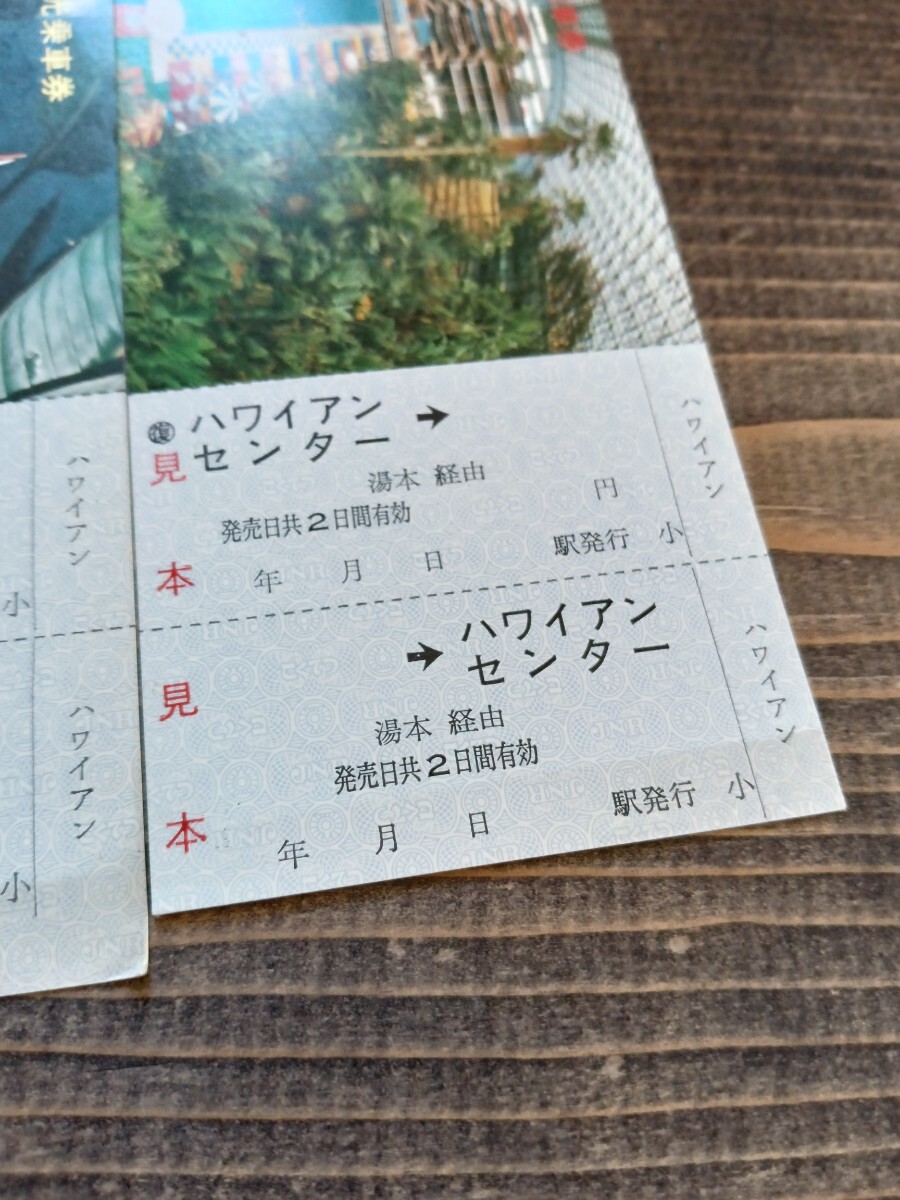 乗車券
㊝ハワイアン
センター ➔
見本
湯本 経由
円
発売日共2日間有効
年 月 日
駅発行 小
ハワイアン
➔ ハワイアン
センター
見本
湯本 経由
発売日共2日間有効
年 月 日
駅発行 小
ハワイアン
ハワイアン
小
ハワイアン
小